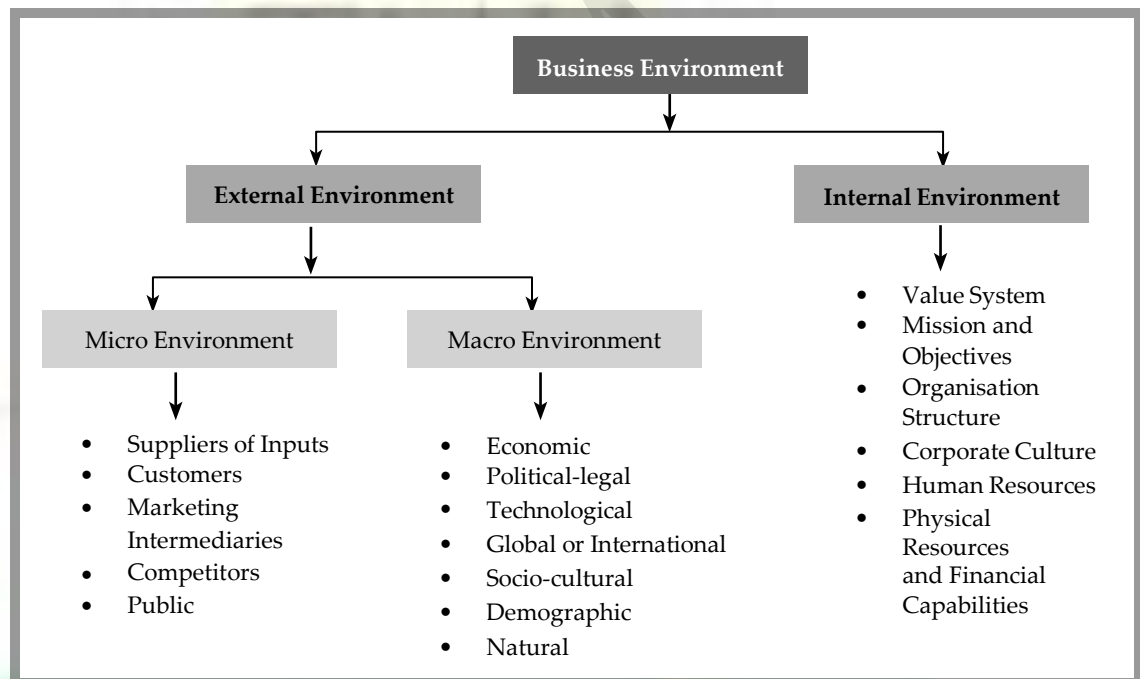 Business Environment
External Environment
Internal Environment
Micro Environment
Macro Environment
• Suppliers of Inputs
• Customers
• Marketing
Intermediaries
• Competitors
• Public
• Economic
• Political-legal
• Technological
• Global or International
• Socio-cultural
• Demographic
• Natural
• Value System
• Mission and
Objectives
• Organisation
Structure
• Corporate Culture
• Human Resources
• Physical
Resources
and Financial
Capabilities